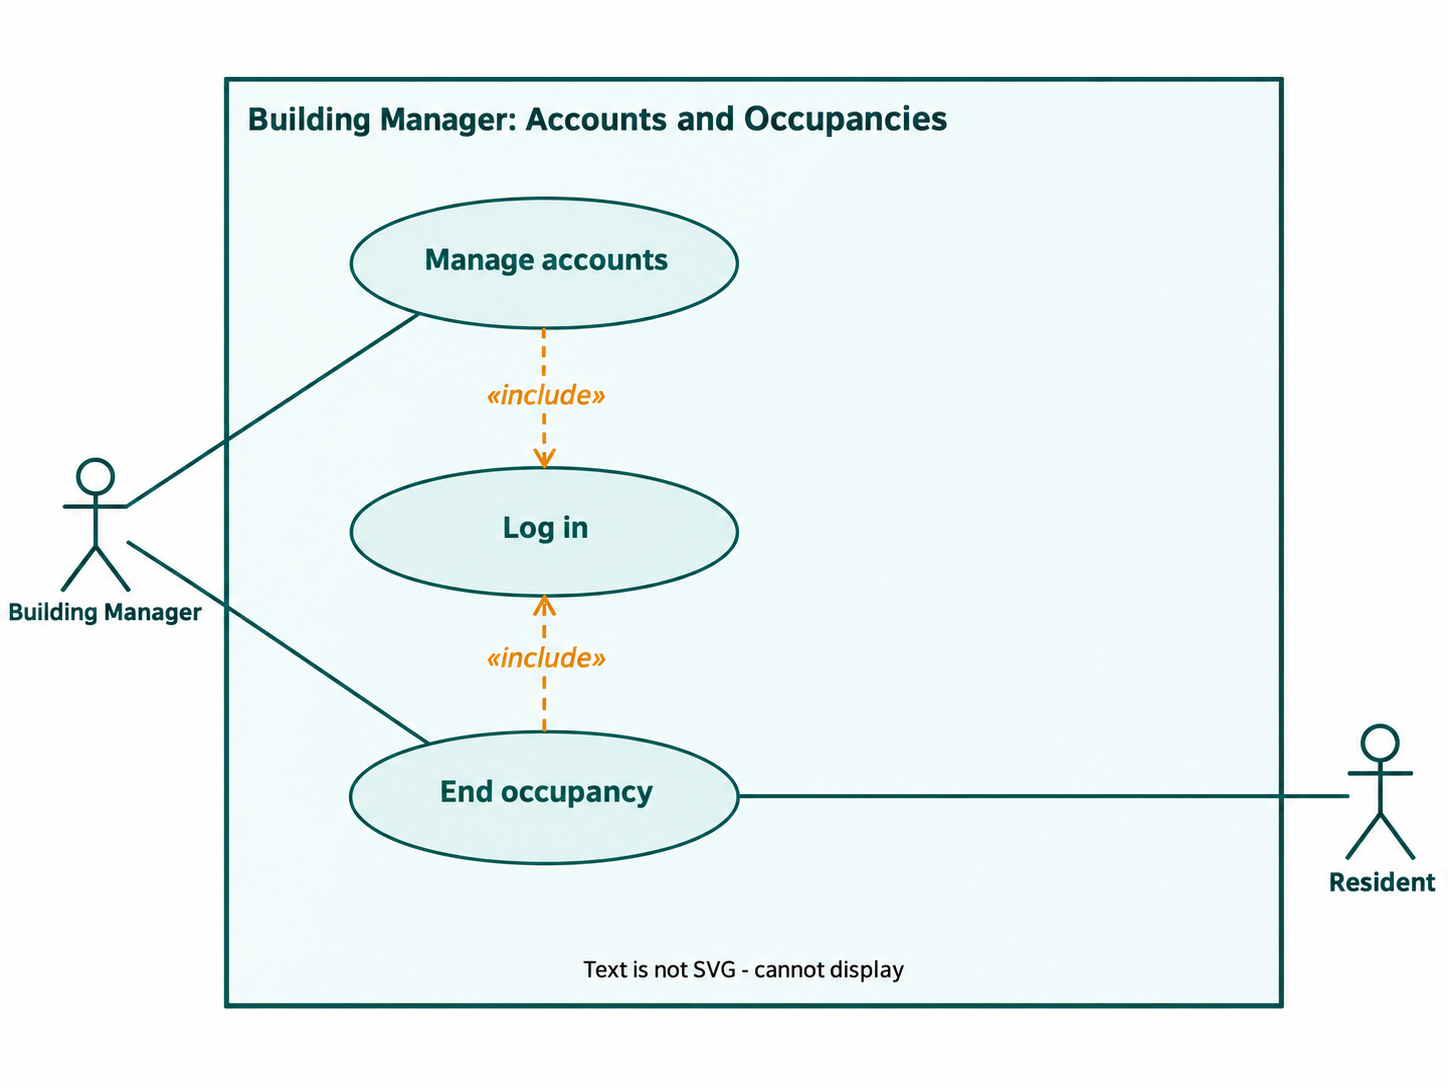 Building Manager: Accounts and Occupancies
Manage accounts
«include»
Log in
Building Manager
«include»
End occupancy
Resident
Text is not SVG - cannot display